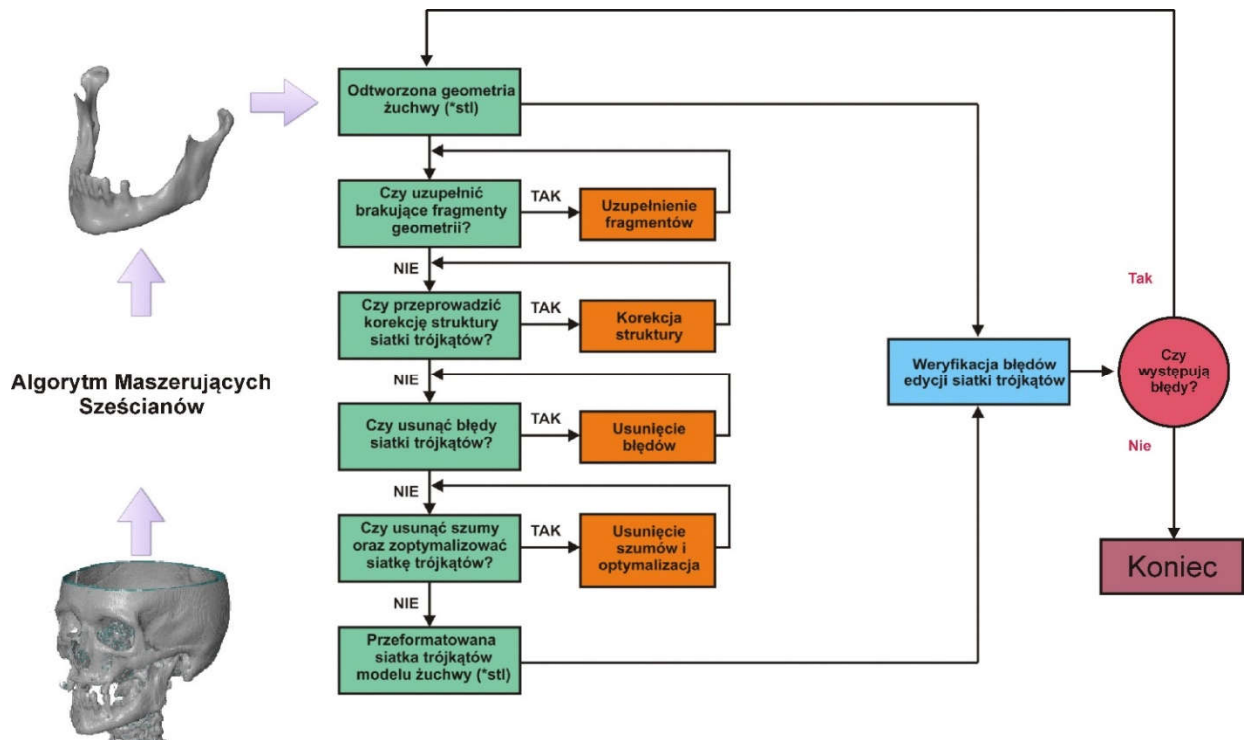 Odtworzona geometria
żuchwy (*stl)
Czy uzupełnić
brakujące fragmenty
geometrii?
TAK
Uzupełnienie
fragmentów
NIE
Czy przeprowadzić
korekcję struktury
siatki trójkątów?
TAK
Korekcja
struktury
NIE
Czy usunąć błędy
siatki trójkątów?
TAK
Usunięcie
błędów
NIE
Czy usunąć szumy
oraz zoptymalizować
siatkę trójkątów?
TAK
Usunięcie
szumów i
optymalizacja
NIE
Przeformatowana
siatka trójkątów
modelu żuchwy (*stl)
Algorytm Maszerujących
Sześcianów
Weryfikacja błędów
edycji siatki trójkątów
Tak
Czy
występują
błędy?
Nie
Koniec